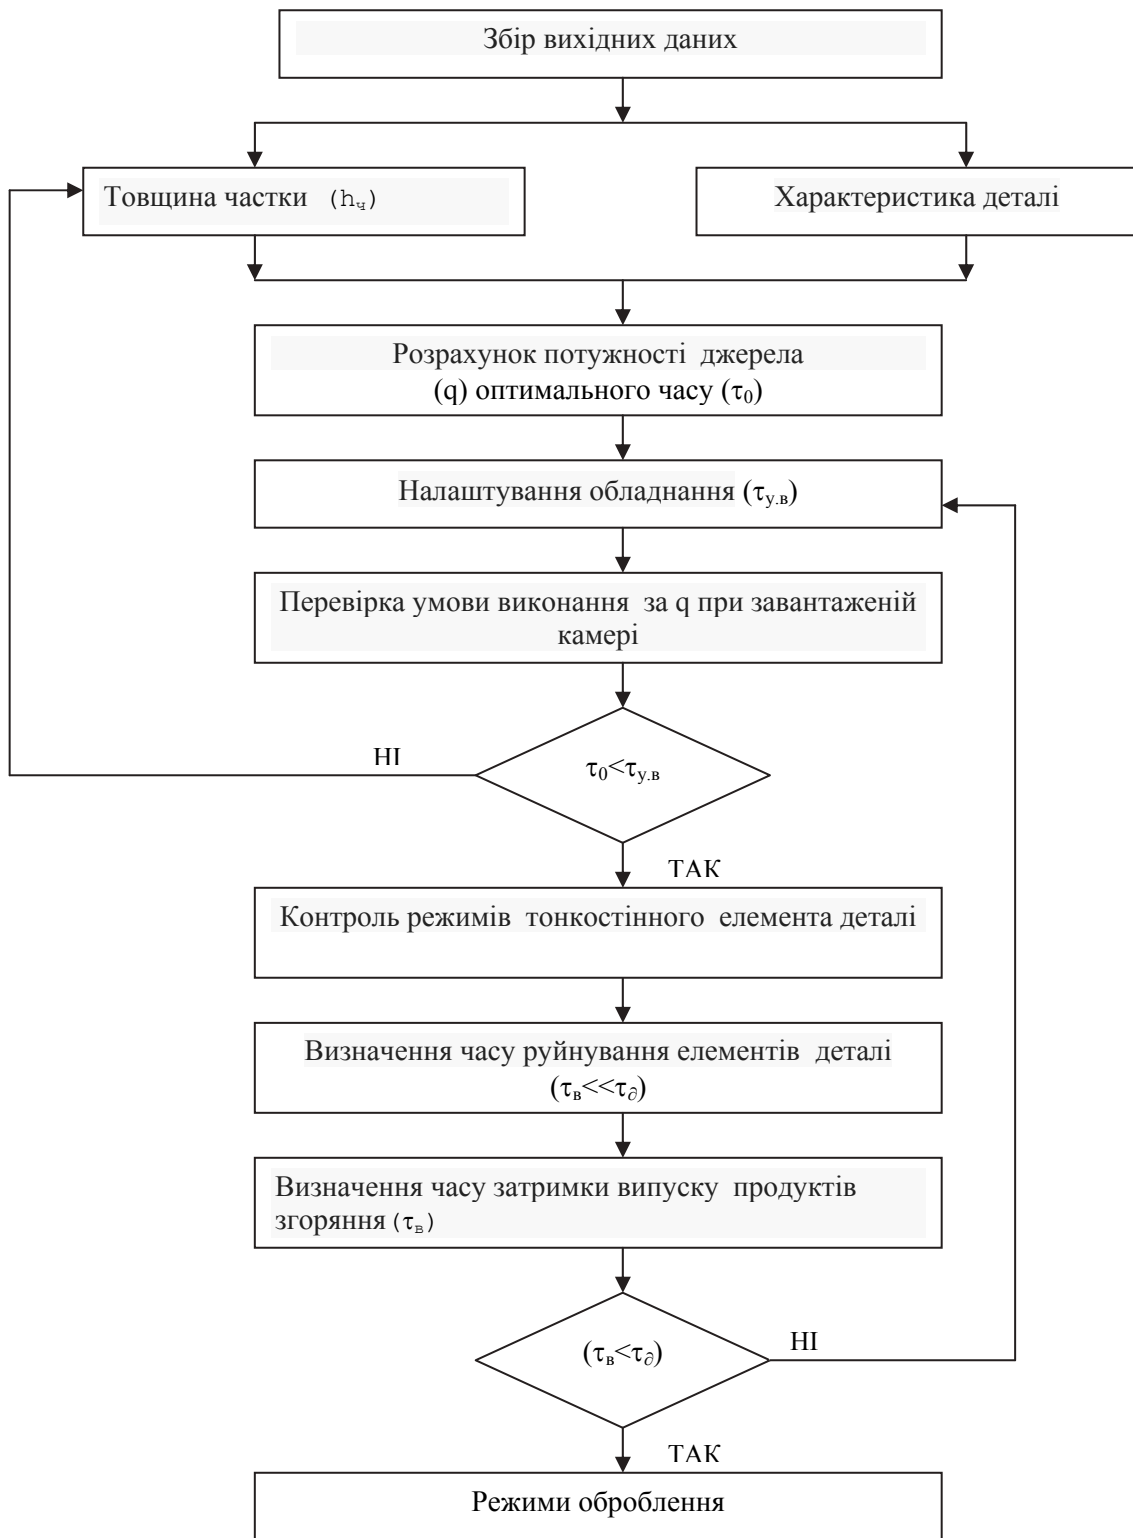 Збір вихідних даних
Товщина частки (hч)
Характеристика деталі
Розрахунок потужності джерела
(q) оптимального часу (τ0)
Налаштування обладнання (τу.в)
Перевірка умови виконання за q при завантаженій
камері
НІ
τ0<τу.в
ТАК
Контроль режимів тонкостінного елемента деталі
Визначення часу руйнування елементів деталі
(τв<<τ∂)
Визначення часу затримки випуску продуктів
згоряння (τв)
(τв<τ∂)
НІ
ТАК
Режими оброблення